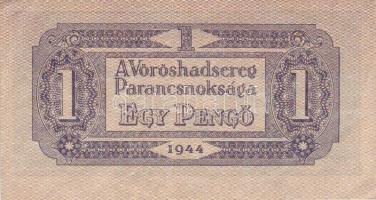 1
A Vöröshadsereg
1 Parancsnoksága 1
EGY PENGŐ
1944